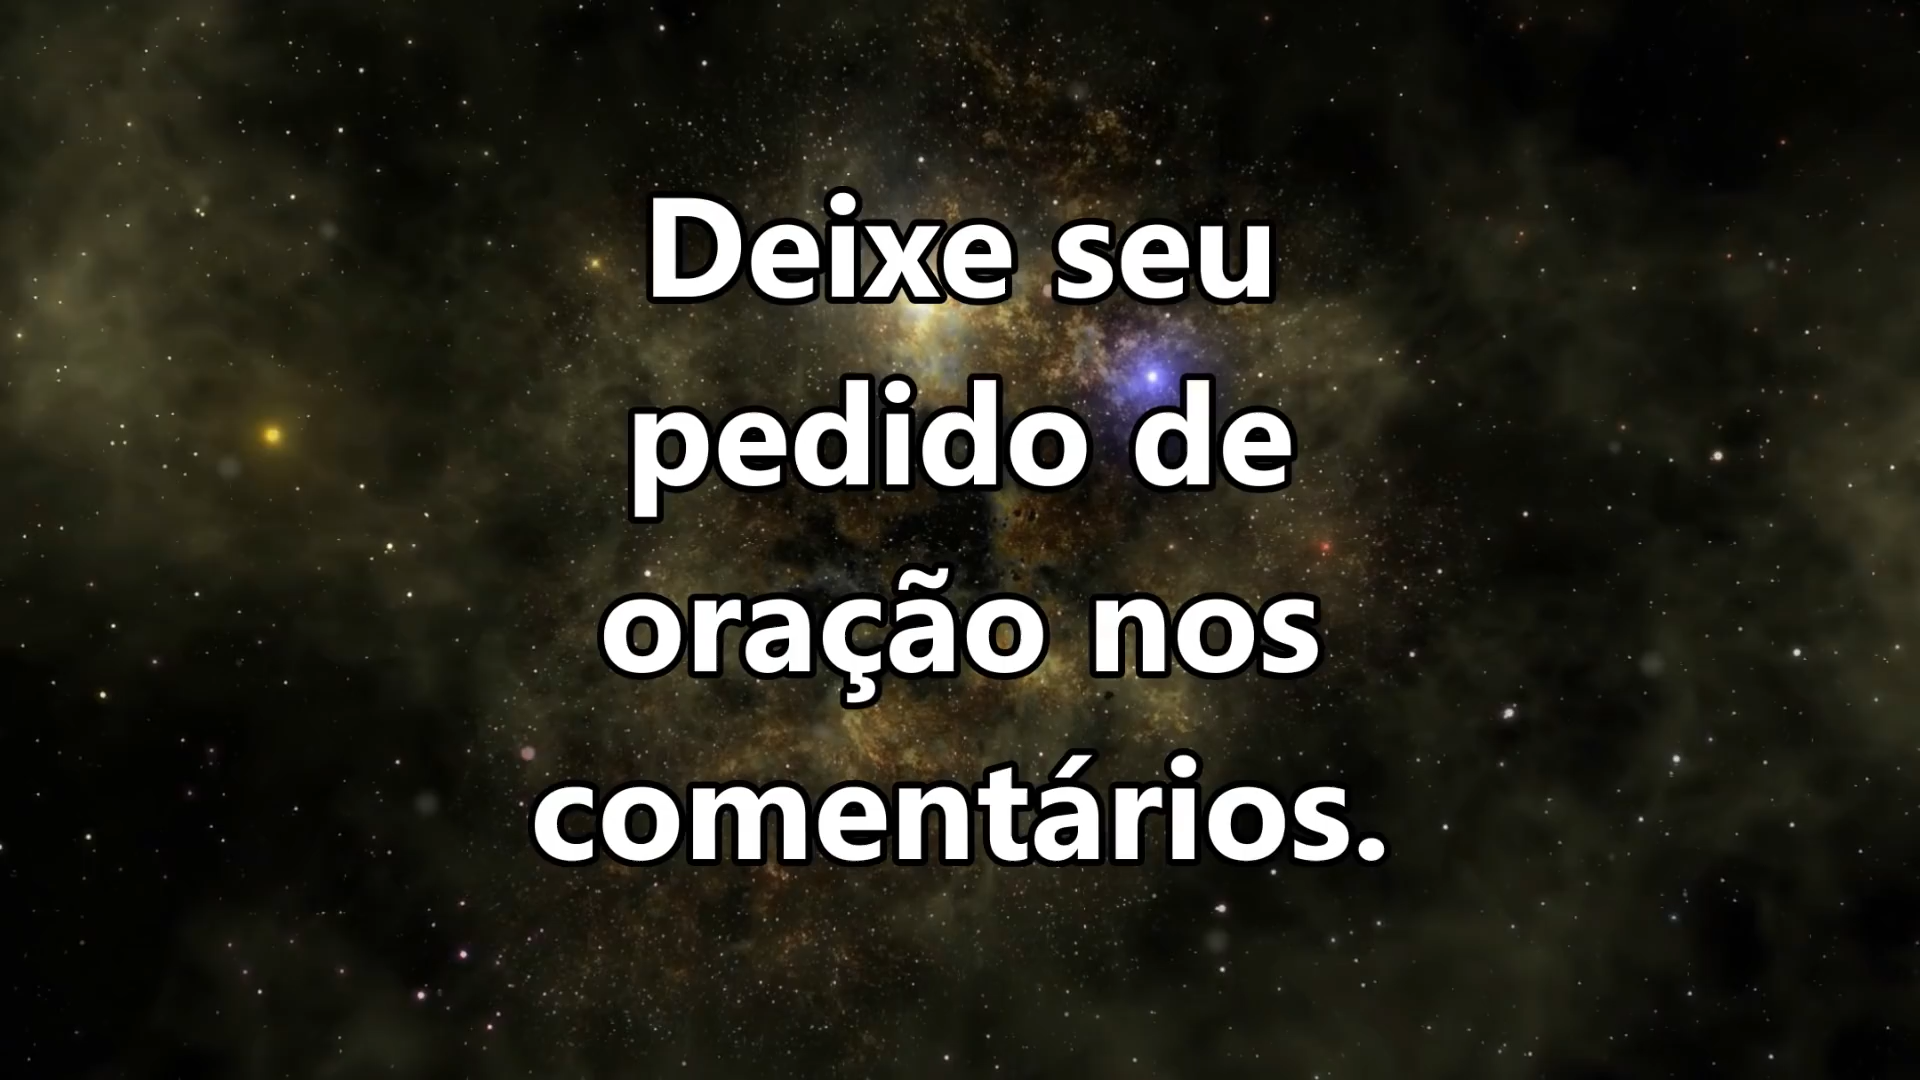 Deixe seu
pedido de
oração nos
comentários.